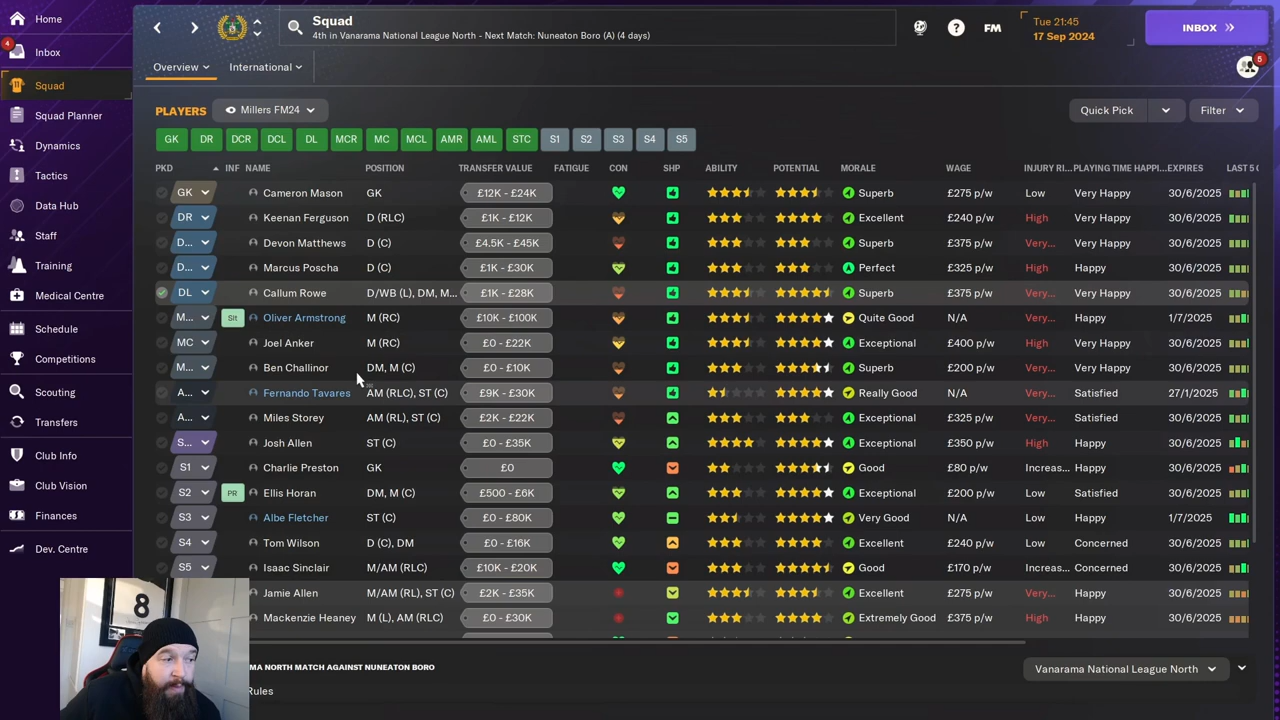 Home
4
Inbox
Squad
Squad Planner
Dynamics
Tactics
Data Hub
Staff
Training
Medical Centre
Schedule
Competitions
Scouting
Transfers
Club Info
Club Vision
Finances
Dev. Centre
Squad
4th in Vanarama National League North - Next Match: Nuneaton Boro (A) (4 days)
?
FM
Tue 21:45
17 Sep 2024
INBOX
5
Overview
International
PLAYERS
Millers FM24
Quick Pick
Filter
GK DR DCR DCL DL MCR MC MCL AMR AML STC S1 S2 S3 S4 S5
PKD INF NAME POSITION TRANSFER VALUE FATIGUE CON SHP ABILITY POTENTIAL MORALE WAGE INJURY RI... PLAYING TIME HAPPI... EXPIRES LAST 5
GK Cameron Mason GK £12K - £24K Superb £275 p/w Low Very Happy 30/6/2025
DR Keenan Ferguson D (RLC) £1K - £12K Excellent £240 p/w High Very Happy 30/6/2025
D... Devon Matthews D (C) £4.5K - £45K Superb £375 p/w Very... Very Happy 30/6/2025
D... Marcus Poscha D (C) £1K - £30K Perfect £325 p/w High Happy 30/6/2025
DL Callum Rowe D/WB (L), DM, M... £1K - £28K Superb £375 p/w Very... Happy 30/6/2025
M... Slt Oliver Armstrong M (RC) £10K - £100K Quite Good N/A Very... Happy 1/7/2025
MC Joel Anker M (RC) £0 - £22K Exceptional £400 p/w High Happy 30/6/2025
M... Ben Challinor DM, M (C) £0 - £10K Superb £200 p/w Very... Happy 30/6/2025
A... Fernando Tavares AM (RLC), ST (C) £9K - £30K Really Good N/A Very... Satisfied 27/1/2025
A... Miles Storey AM (RL), ST (C) £2K - £22K Exceptional £325 p/w Very... Happy 30/6/2025
S... Josh Allen ST (C) £0 - £35K Exceptional £350 p/w High Happy 30/6/2025
S1 Charlie Preston GK £0 Good £80 p/w Increas... Happy 30/6/2025
S2 PR Ellis Horan DM, M (C) £500 - £6K Exceptional £200 p/w Low Satisfied 30/6/2025
S3 Albe Fletcher ST (C) £0 - £80K Very Good N/A Low Happy 1/7/2025
S4 Tom Wilson D (C), DM £0 - £16K Excellent £240 p/w Low Concerned 30/6/2025
S5 Isaac Sinclair M/AM (RLC) £10K - £20K Good £170 p/w Increas... Happy 30/6/2025
Jamie Allen M/AM (RL), ST (C) £2K - £35K Excellent £275 p/w Very... Concerned 30/6/2025
Mackenzie Heaney M (L), AM (RLC) £0 - £30K Extremely Good £375 p/w High Happy 30/6/2025
MA NORTH MATCH AGAINST NUNEATON BORO
Vanarama National League North
Rules
8